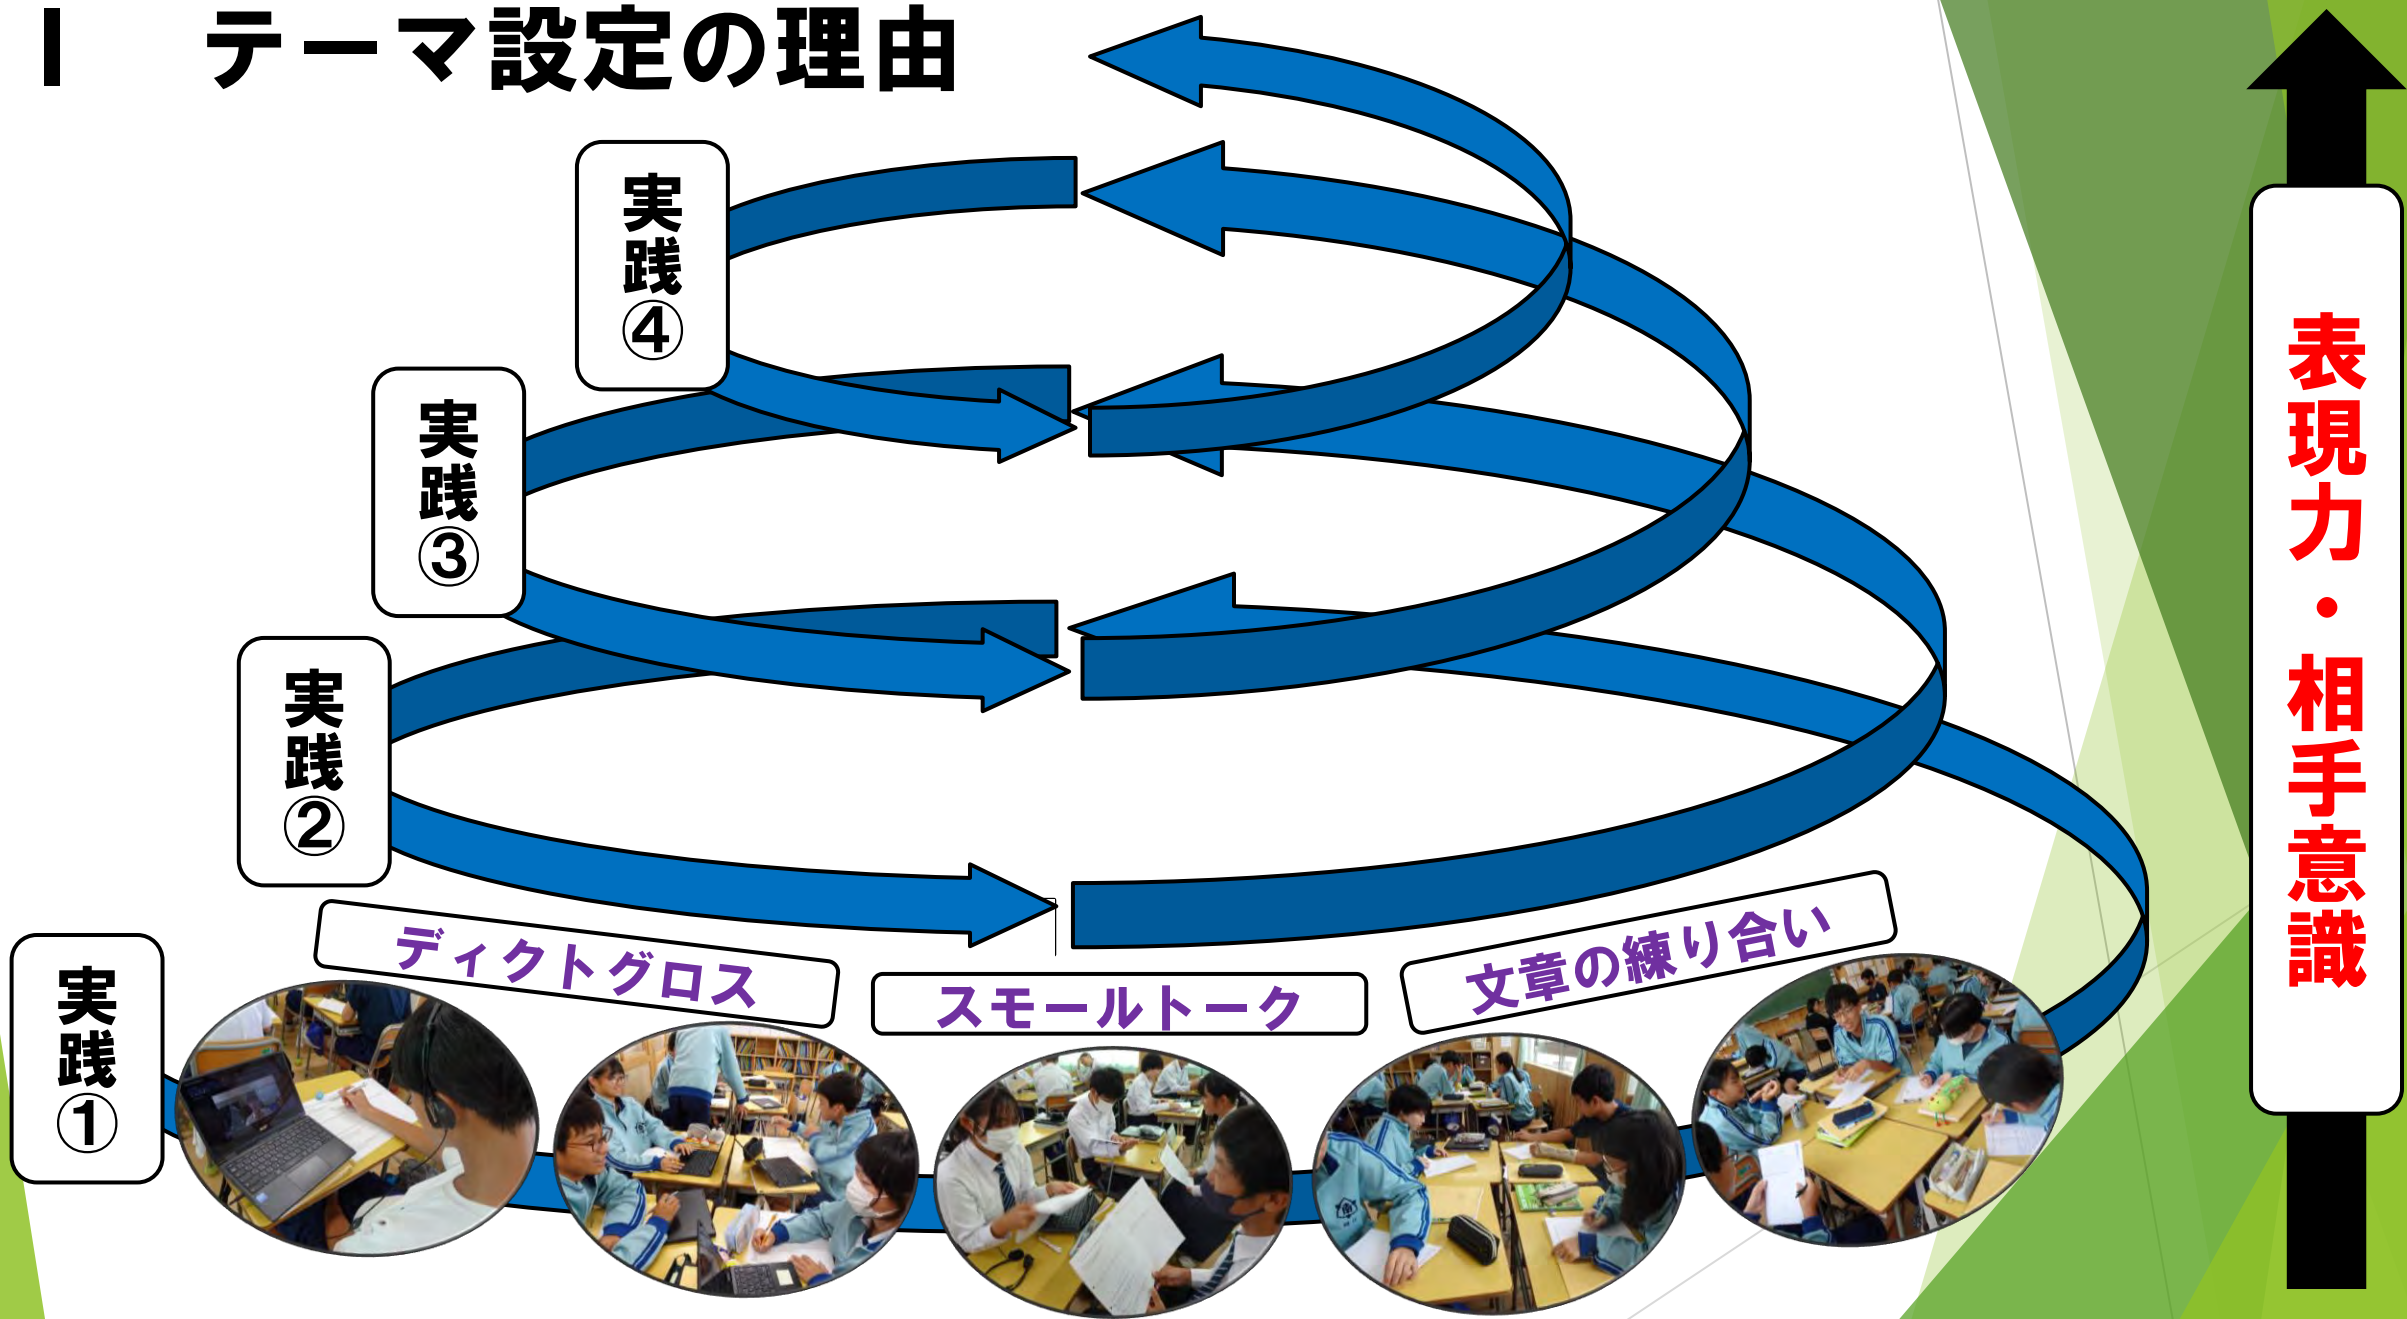 Ⅰ　テーマ設定の理由
実践④
実践③
実践②
実践①
ディクトグロス
スモールトーク
文章の練り合い
表現力・相手意識